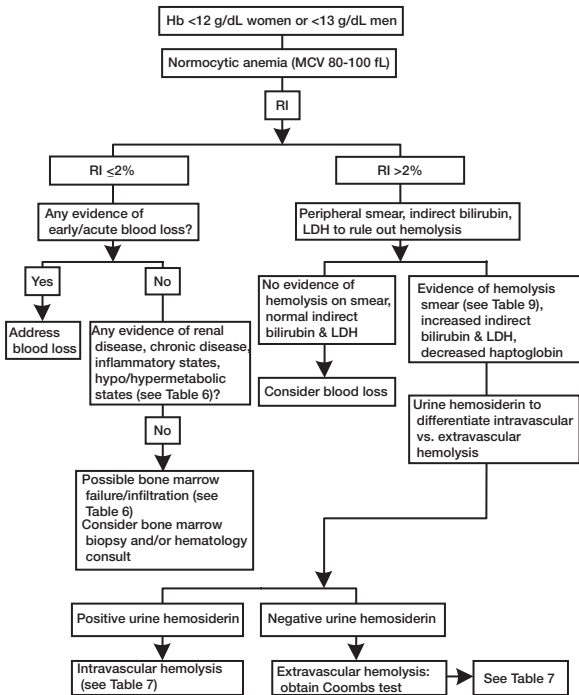 Hb <12 g/dL women or <13 g/dL men
Normocytic anemia (MCV 80-100 fL)
RI
RI ≤2%
RI >2%
Any evidence of
early/acute blood loss?
Peripheral smear, indirect bilirubin,
LDH to rule out hemolysis
Yes
No
Address
blood loss
Any evidence of renal
disease, chronic disease,
inflammatory states,
hypo/hypermetabolic
states (see Table 6)?
No
Possible bone marrow
failure/infiltration (see
Table 6)
Consider bone marrow
biopsy and/or hematology
consult
No evidence of
hemolysis on smear,
normal indirect
bilirubin & LDH
Consider blood loss
Evidence of hemolysis
smear (see Table 9),
increased indirect
bilirubin & LDH,
decreased haptoglobin
Urine hemosiderin to
differentiate intravascular
vs. extravascular
hemolysis
Positive urine hemosiderin
Negative urine hemosiderin
Intravascular hemolysis
(see Table 7)
Extravascular hemolysis:
obtain Coombs test
See Table 7